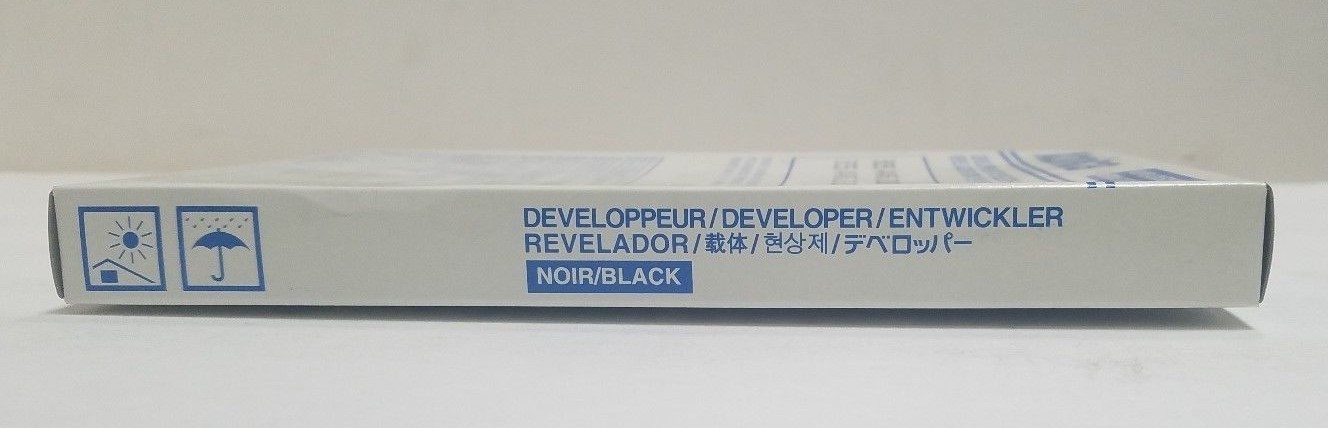 DEVELOPPEUR/DEVELOPER/ENTWICKLER
REVELADOR/载体/현상제/デベロッパー
NOIR/BLACK